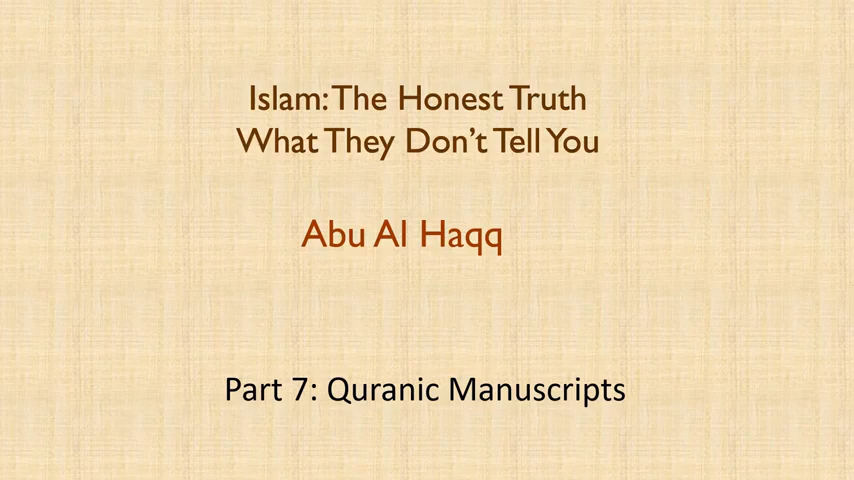 Islam: The Honest Truth
What They Don't Tell You
Abu Al Haqq
Part 7: Quranic Manuscripts